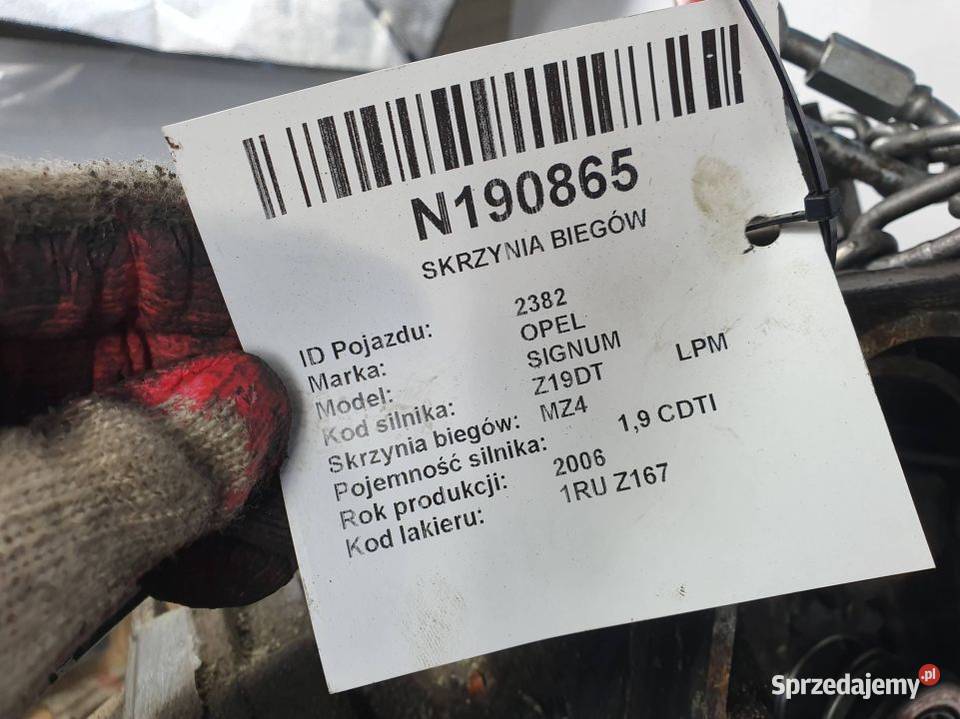 N190865
SKRZYNIA BIEGÓW
ID Pojazdu: 2382
Marka: OPEL
Model: SIGNUM
Kod silnika: Z19DT LPM
Skrzynia biegów: MZ4
Pojemność silnika: 1,9 CDTI
Rok produkcji: 2006
Kod lakieru: 1RU Z167
Sprzedajemy.pl